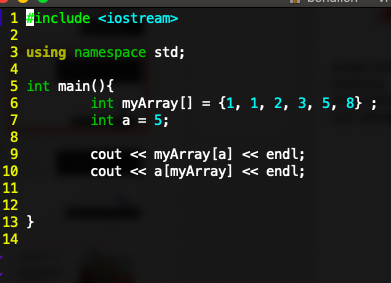 1 #include <iostream>
2
3 using namespace std;
4
5 int main(){
6 int myArray[] = {1, 1, 2, 3, 5, 8} ;
7 int a = 5;
8
9 cout << myArray[a] << endl;
10 cout << a[myArray] << endl;
11
12
13 }
14